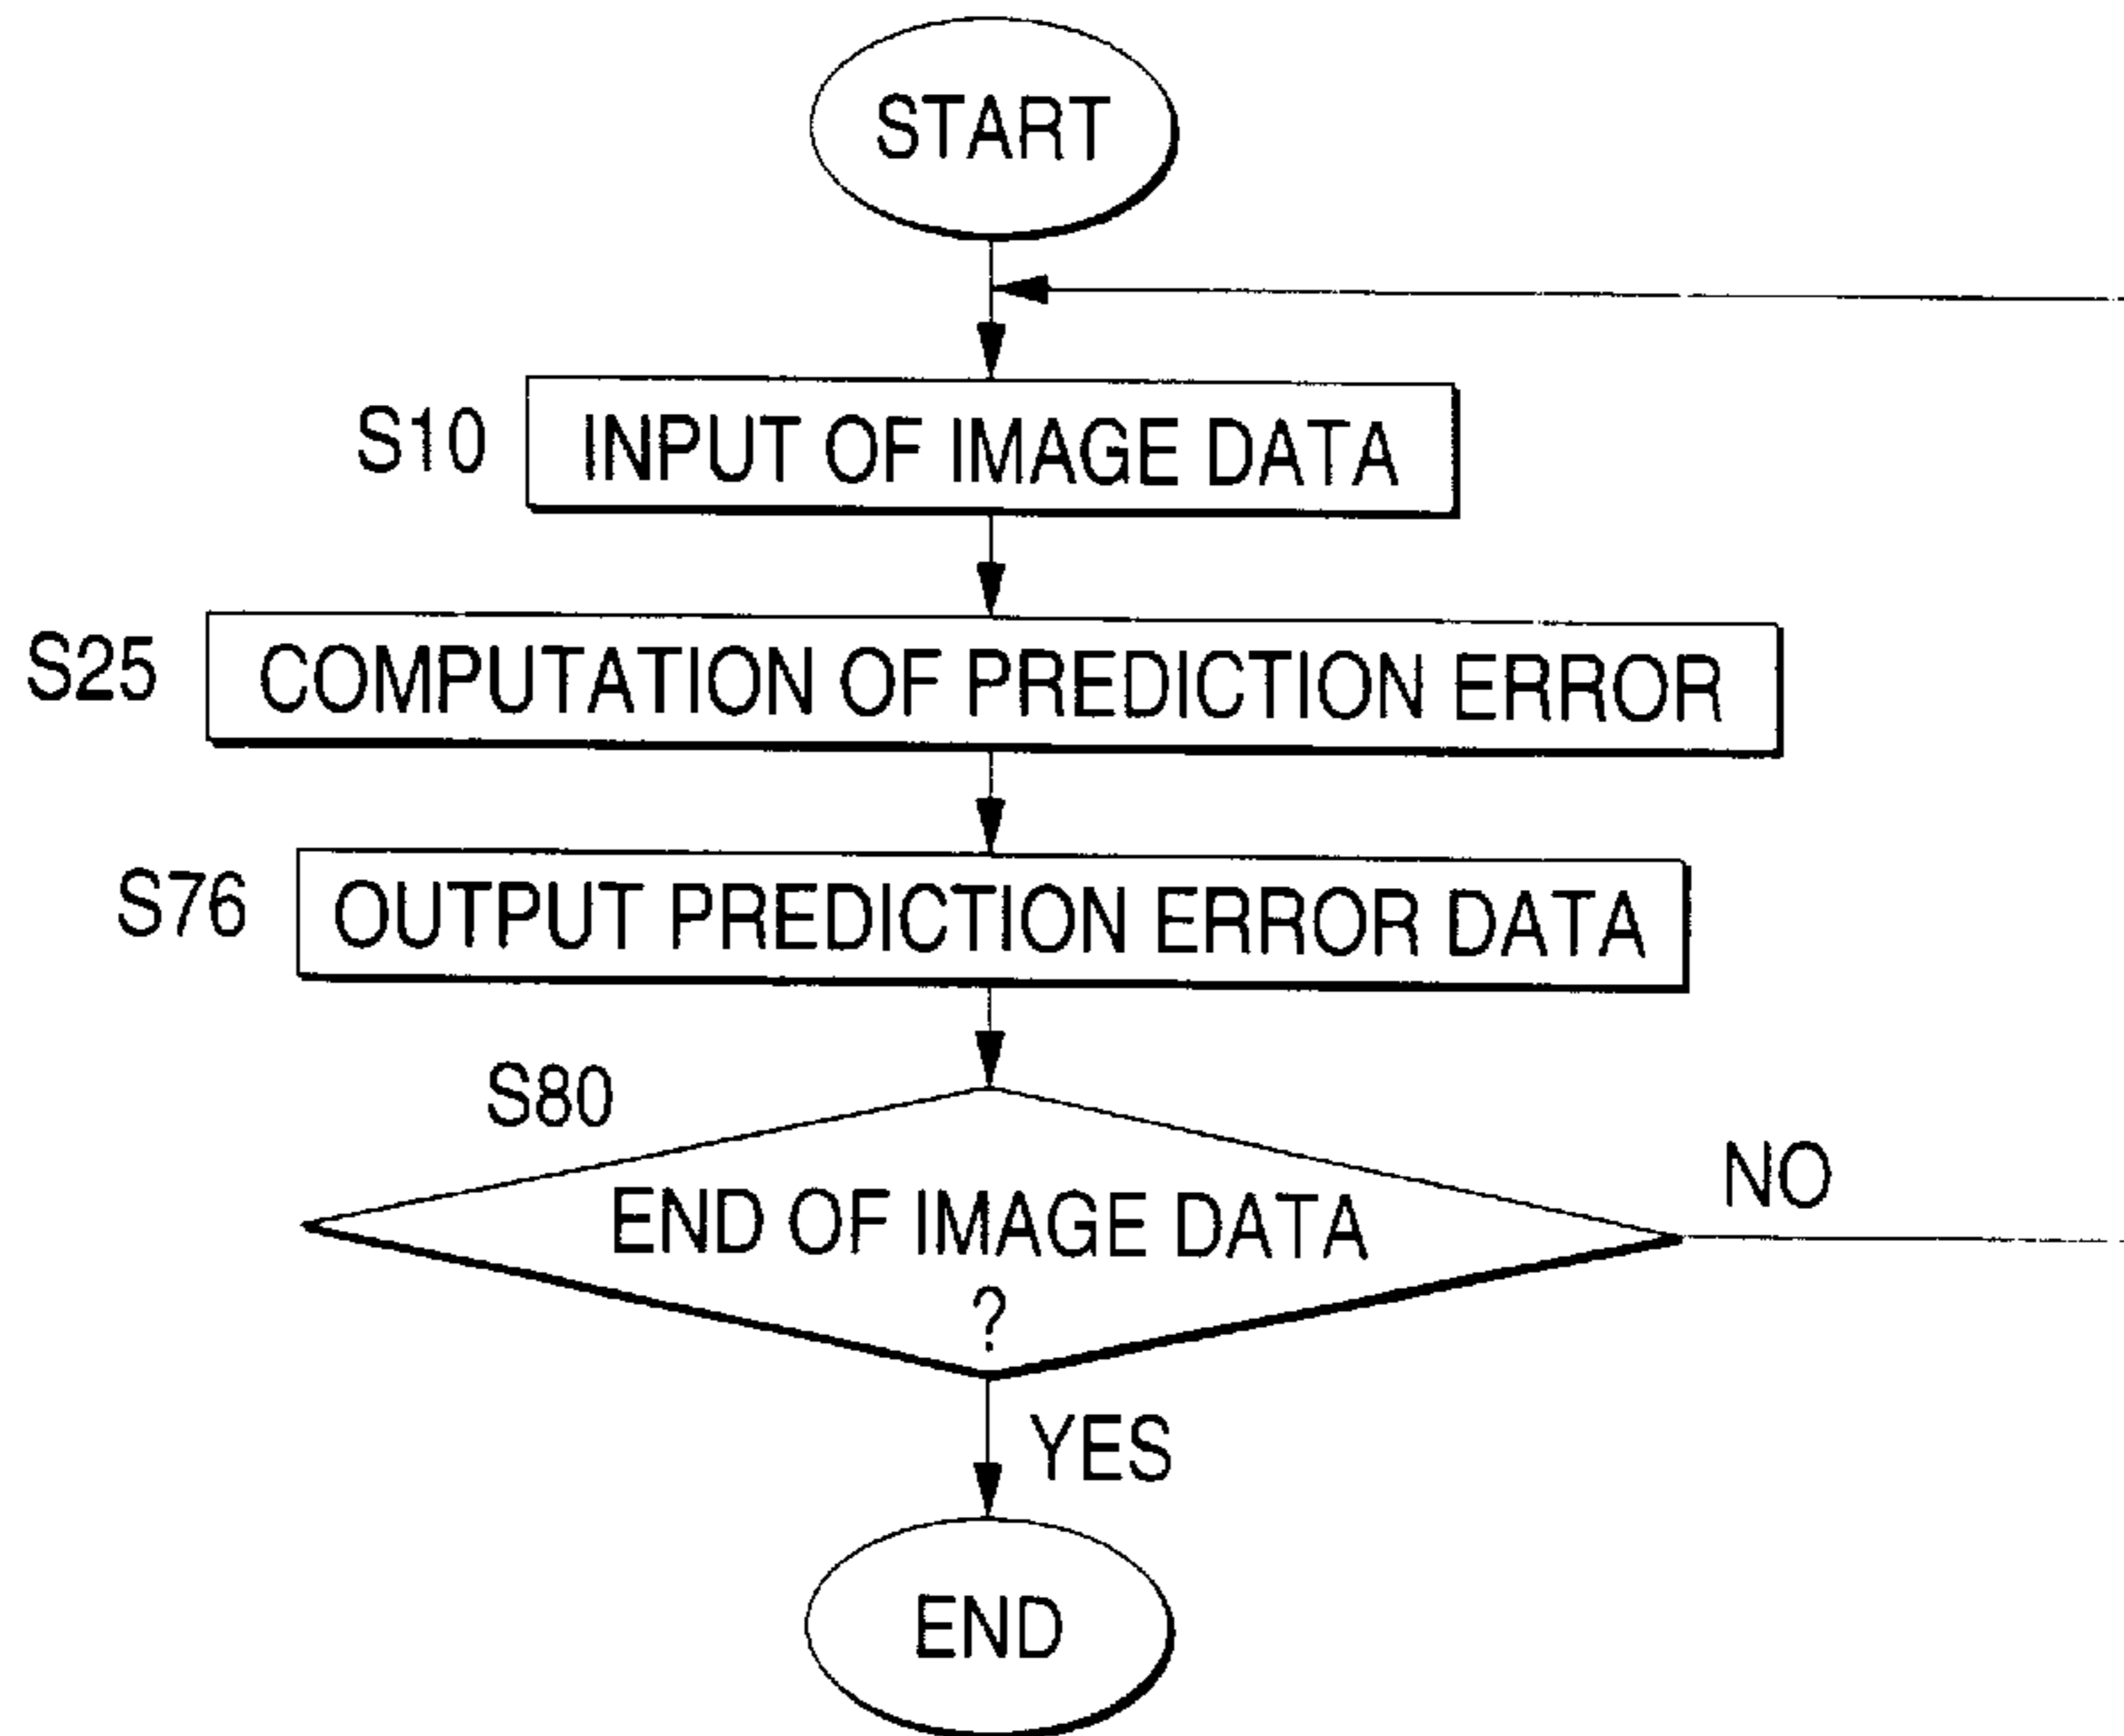 START
S10 INPUT OF IMAGE DATA
S25 COMPUTATION OF PREDICTION ERROR
S76 OUTPUT PREDICTION ERROR DATA
S80
END OF IMAGE DATA
?
NO
YES
END